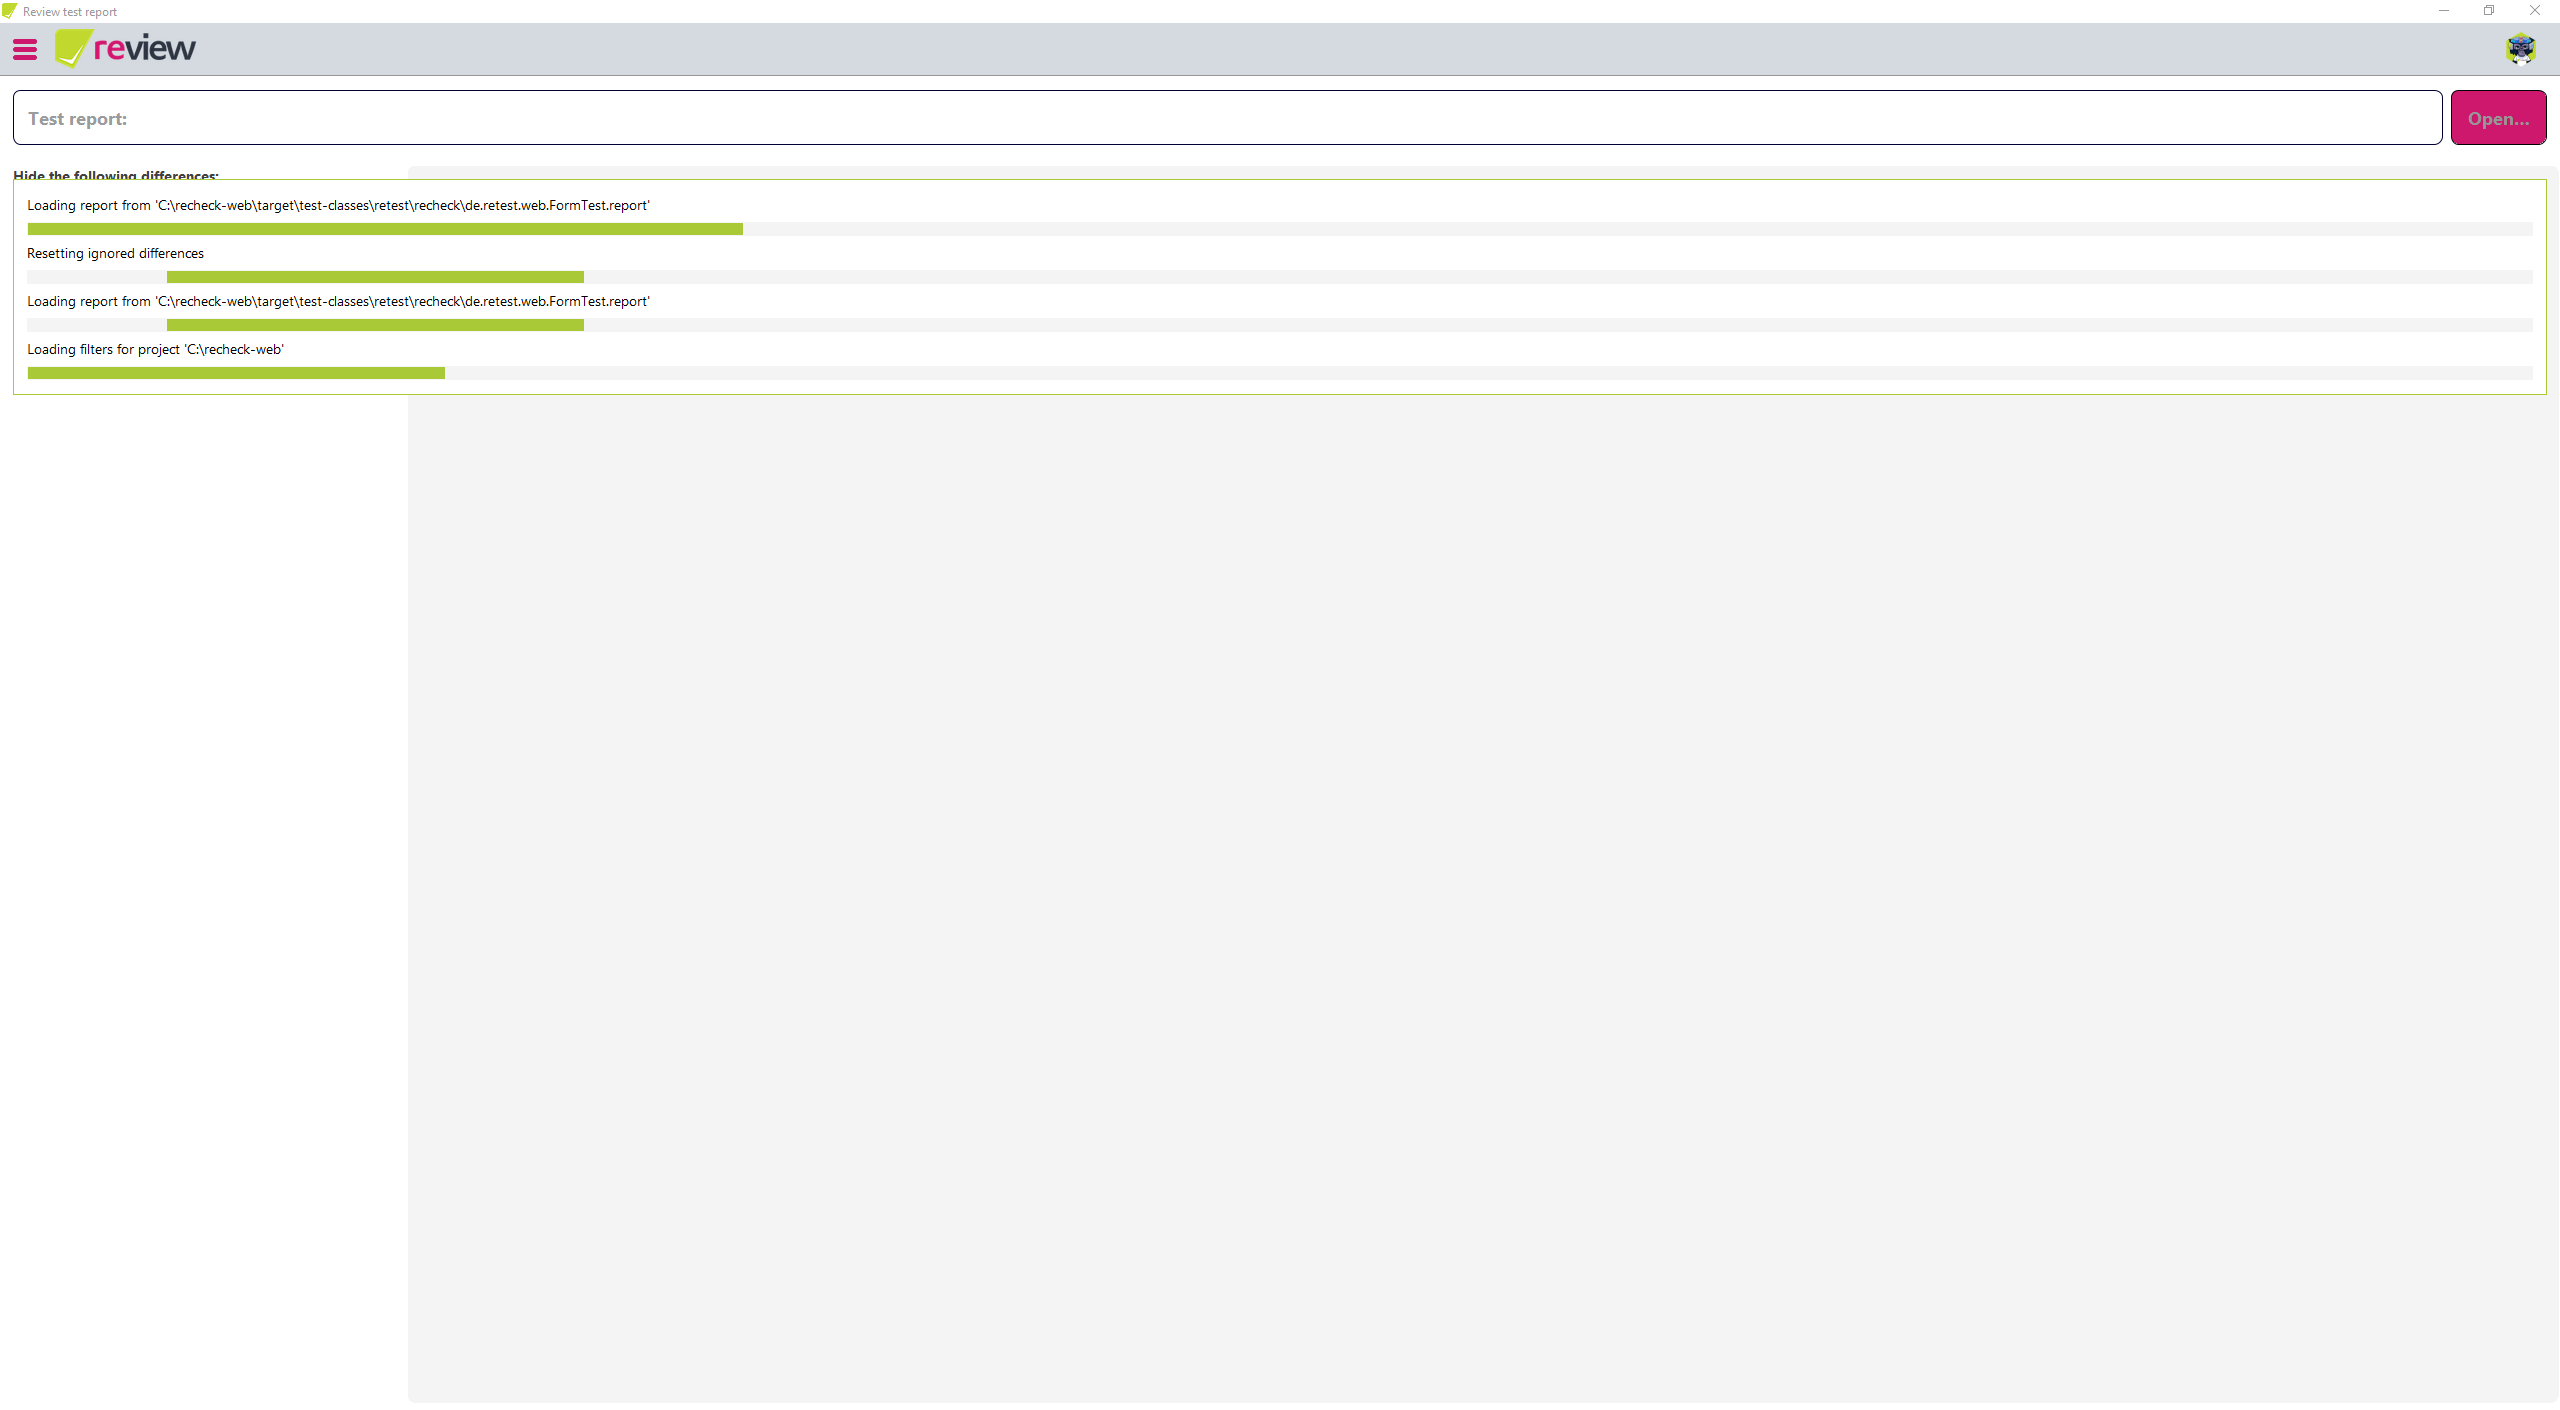 Review test report
review
Test report:
Open...
Hide the following differences:
Loading report from 'C:\recheck-web\target\test-classes\retest\recheck\de.retest.web.FormTest.report'
Resetting ignored differences
Loading report from 'C:\recheck-web\target\test-classes\retest\recheck\de.retest.web.FormTest.report'
Loading filters for project 'C:\recheck-web'